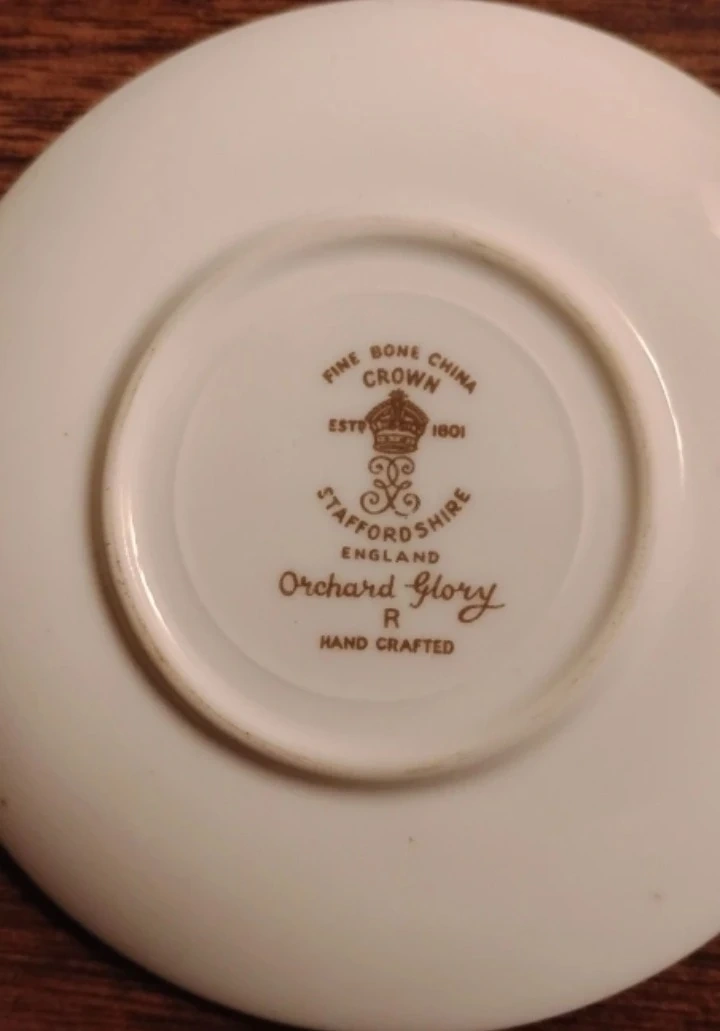 FINE BONE CHINA
CROWN
ESTD 1801
STAFFORDSHIRE
ENGLAND
Orchard Glory
R
HAND CRAFTED